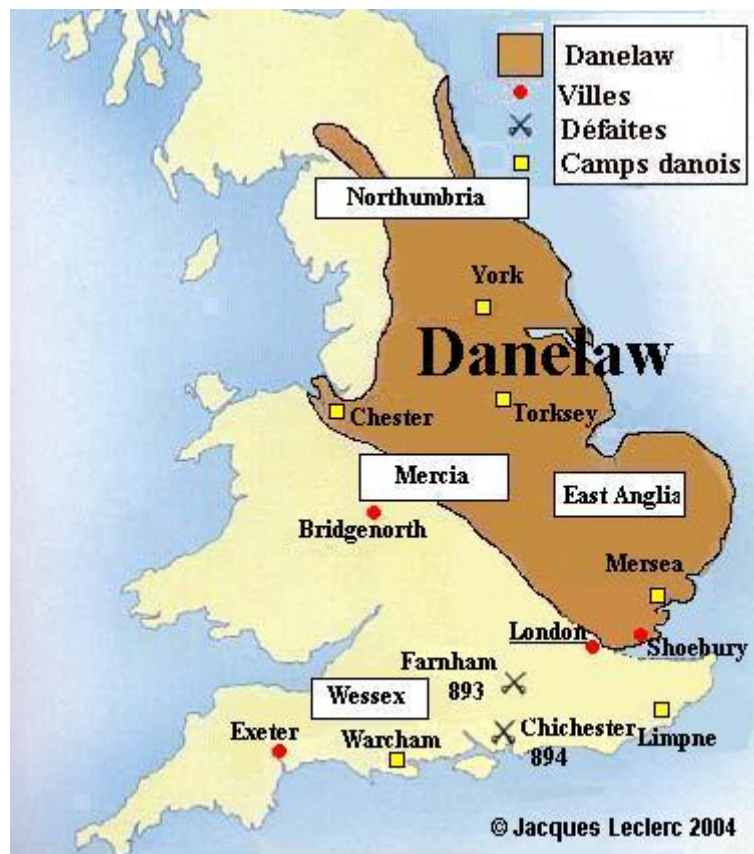 Danelaw
Villes
Défaites
Camps danois
Northumbria
York
Danelaw
Torksey
Chester
Mercia
East Anglia
Bridgenorth
Mersea
London
Shoebury
Farnham
893
Wessex
Exeter
Warcham
Chichester
894
Limpne
© Jacques Leclerc 2004